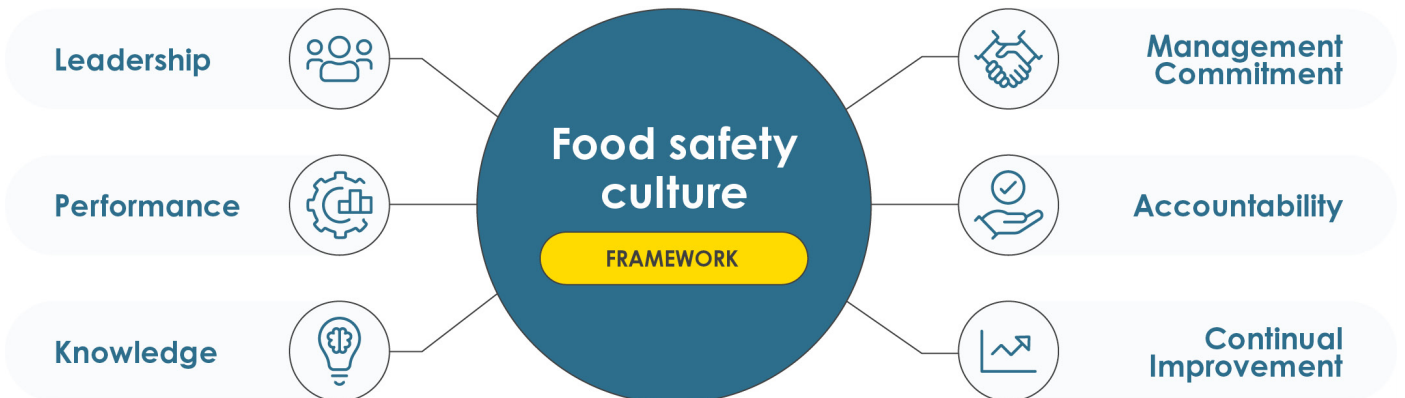 Leadership
Performance
Knowledge
Food safety
culture
FRAMEWORK
Management
Commitment
Accountability
Continual
Improvement